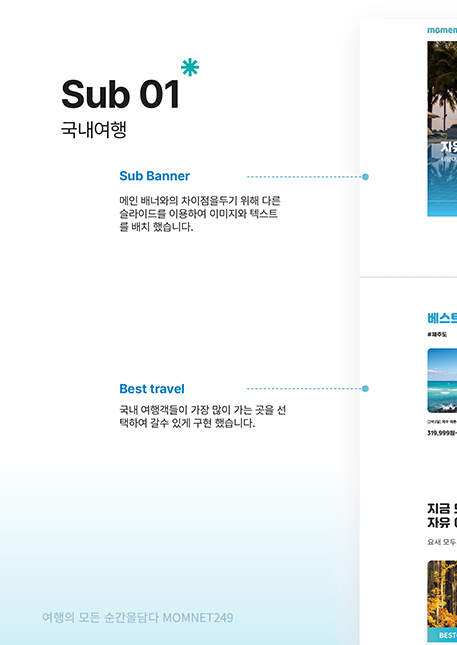 Sub 01
국내여행
Sub Banner
메인 배너와의 차이점을두기 위해 다른
슬라이드를 이용하여 이미지와 텍스트
를 배치 했습니다.
Best travel
국내 여행객들이 가장 많이 가는 곳을 선
택하여 갈수 있게 구현 했습니다.
여행의 모든 순간을담다 MOMNET249
momen
자유
베스트
#제주도
319,999원~
지금
자유
요새 모두
BEST